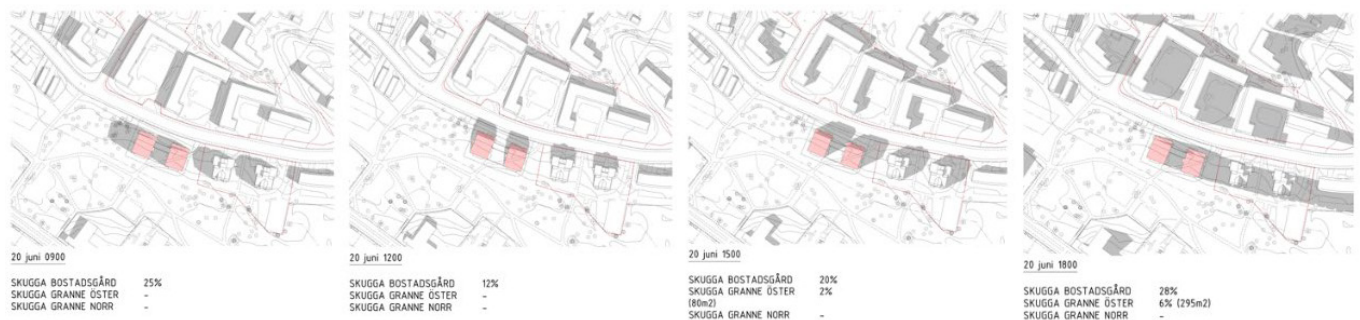 20 juni 0900
SKUGGA BOSTADSGÅRD 25%
SKUGGA GRANNE ÖSTER -
SKUGGA GRANNE NORR -
20 juni 1200
SKUGGA BOSTADSGÅRD 12%
SKUGGA GRANNE ÖSTER -
SKUGGA GRANNE NORR -
20 juni 1500
SKUGGA BOSTADSGÅRD 20%
SKUGGA GRANNE ÖSTER 2%
(80m2)
SKUGGA GRANNE NORR -
20 juni 1800
SKUGGA BOSTADSGÅRD 28%
SKUGGA GRANNE ÖSTER 6% (295m2)
SKUGGA GRANNE NORR -